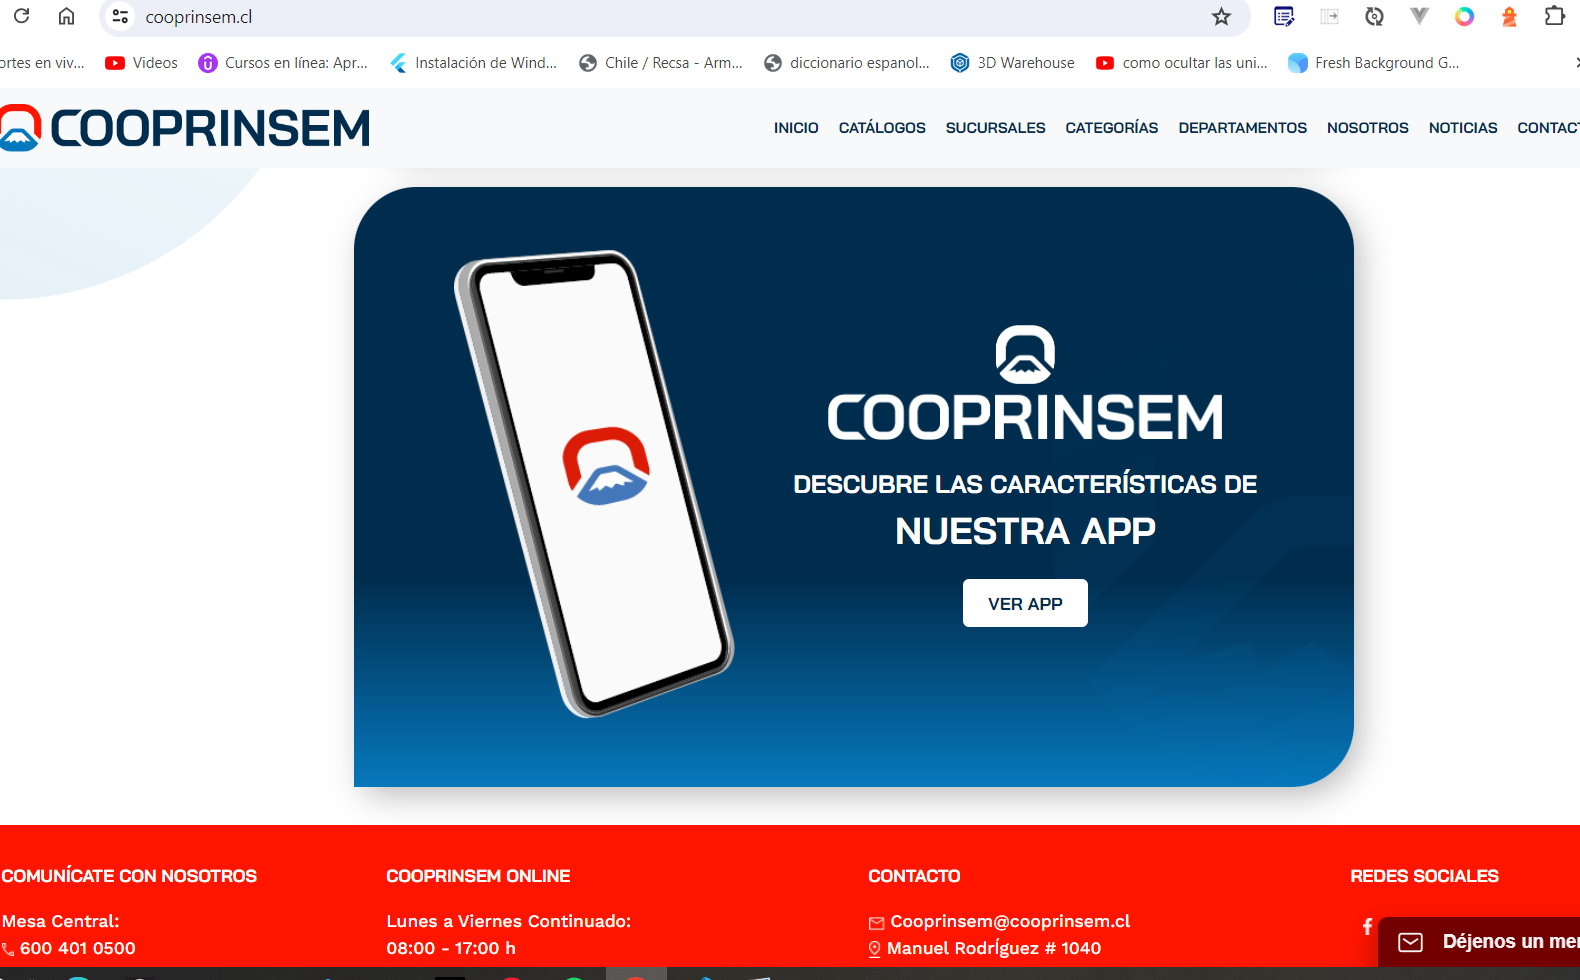 cooprinsem.cl
ortes en viv...
Videos
Cursos en línea: Apr...
Instalación de Wind...
Chile / Recsa - Arm...
diccionario espanol...
3D Warehouse
como ocultar las uni...
Fresh Background G...
COOPRINSEM
INICIO
CATÁLOGOS
SUCURSALES
CATEGORÍAS
DEPARTAMENTOS
NOSOTROS
NOTICIAS
CONTACT
COOPRINSEM
DESCUBRE LAS CARACTERÍSTICAS DE
NUESTRA APP
VER APP
COMUNÍCATE CON NOSOTROS
Mesa Central:
600 401 0500
COOPRINSEM ONLINE
Lunes a Viernes Continuado:
08:00 - 17:00 h
CONTACTO
Cooprinsem@cooprinsem.cl
Manuel RodrÍguez # 1040
REDES SOCIALES
Déjenos un men